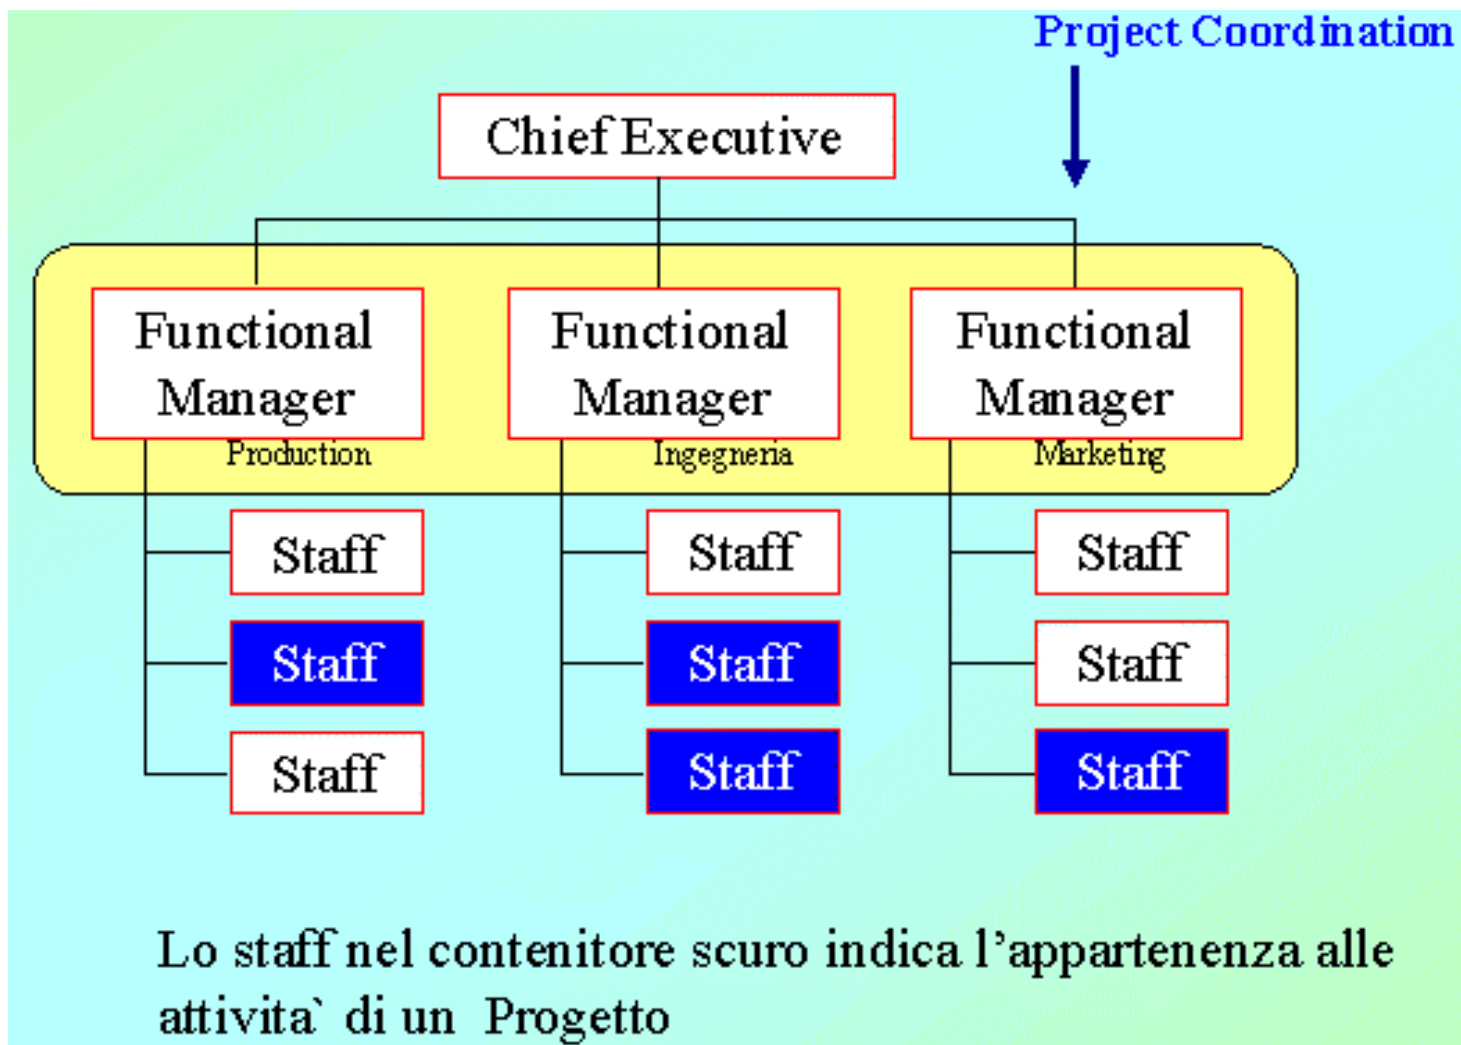 Project Coordination
Chief Executive
Functional
Manager
Production
Functional
Manager
Ingegneria
Functional
Manager
Marketing
Staff
Staff
Staff
Staff
Staff
Staff
Staff
Staff
Staff
Lo staff nel contenitore scuro indica l’appartenenza alle
attivita` di un Progetto